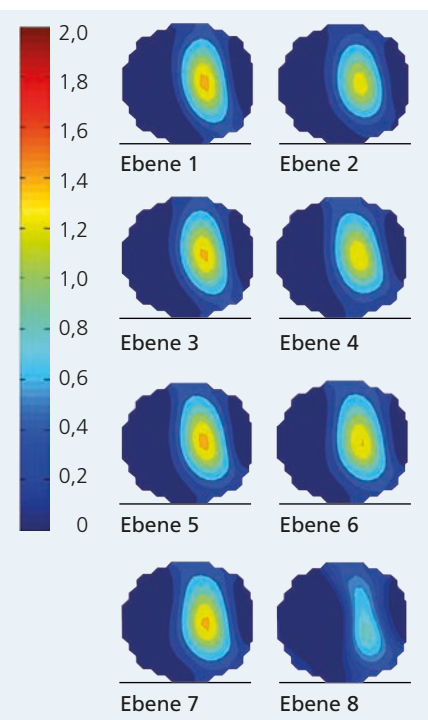 2,0
1,8
1,6
1,4
1,2
1,0
0,8
0,6
0,4
0,2
0
Ebene 1
Ebene 2
Ebene 3
Ebene 4
Ebene 5
Ebene 6
Ebene 7
Ebene 8